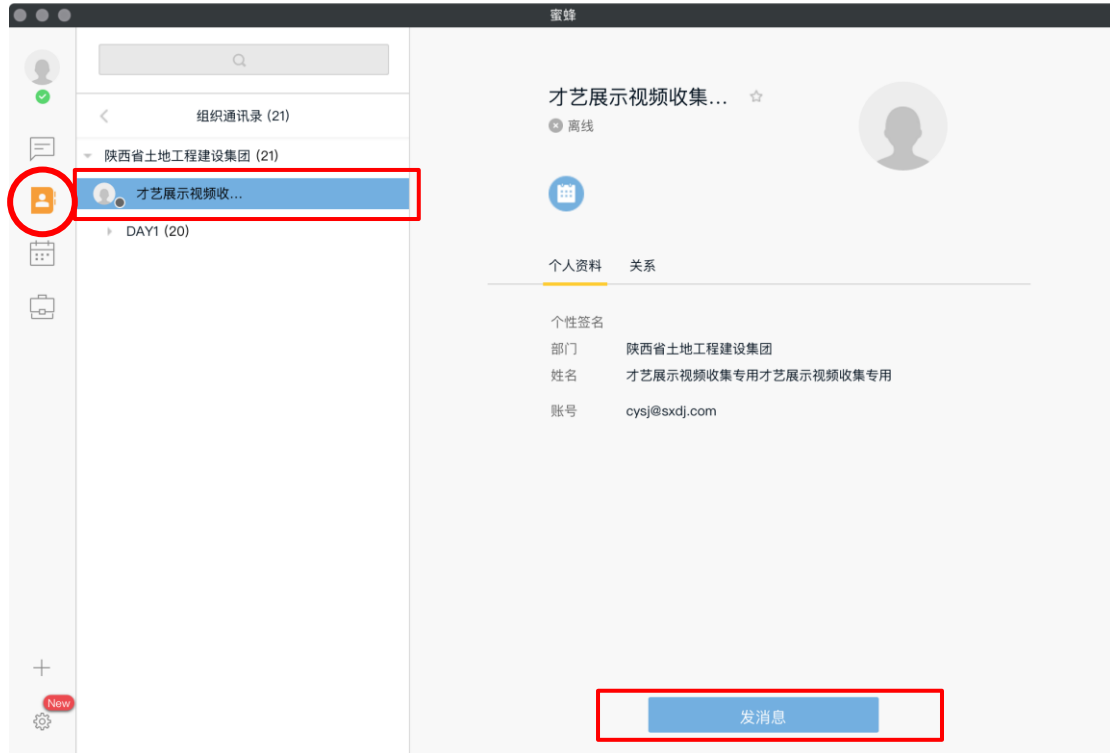 蜜蜂
组织通讯录 (21)
陕西省土地工程建设集团 (21)
才艺展示视频收...
DAY1 (20)
New
才艺展示视频收集...
离线
个人资料 关系
个性签名
部门 陕西省土地工程建设集团
姓名 才艺展示视频收集专用才艺展示视频收集专用
账号 cysj@sxdj.com
发消息